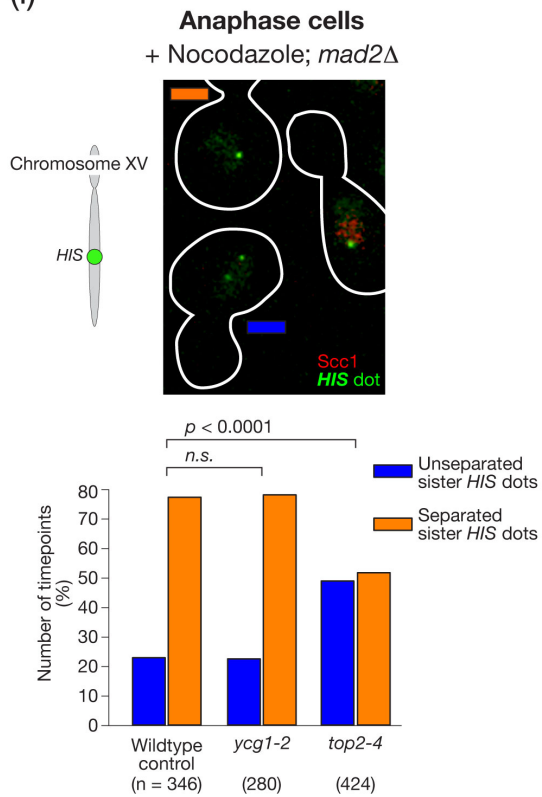 (i)
Anaphase cells
+ Nocodazole; mad2Δ
Chromosome XV
HIS
Scc1
HIS dot
p < 0.0001
n.s.
Unseparated
sister HIS dots
Separated
sister HIS dots
Number of timepoints
(%)
80
70
60
50
40
30
20
10
0
Wildtype
control
(n = 346)
ycg1-2
(280)
top2-4
(424)